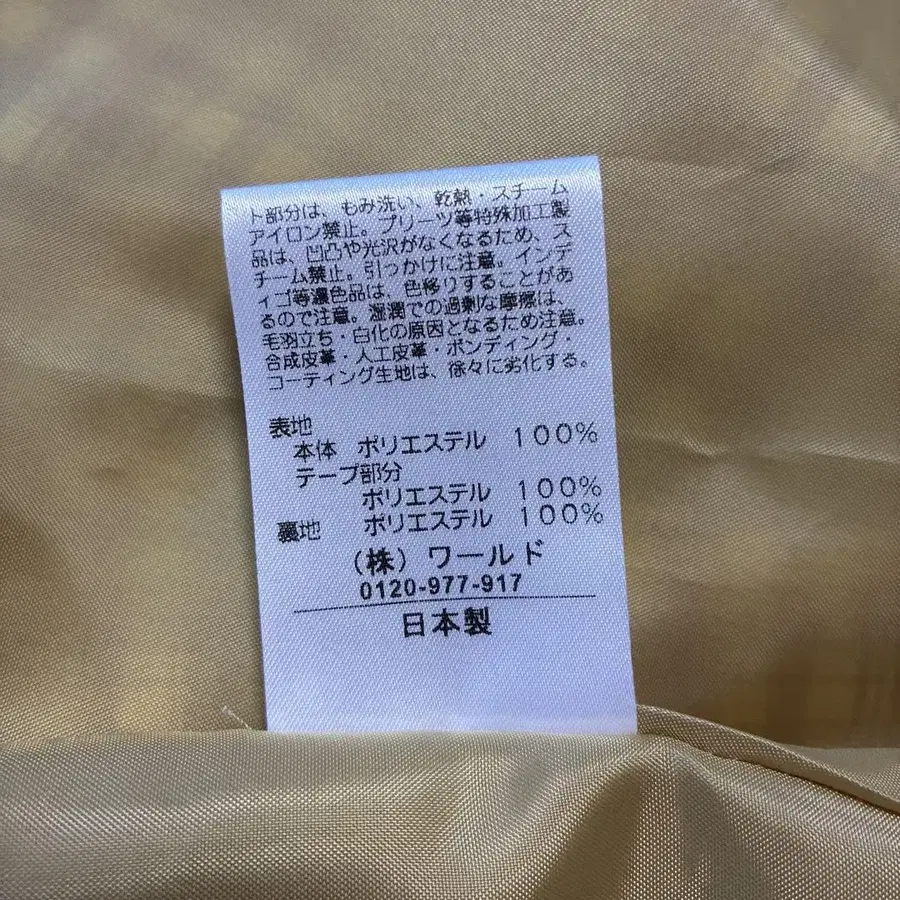 ト部分は、もみ洗い、乾熱・スチーム
アイロン禁止。プリーツ等特殊加工製
品は、凹凸や光沢がなくなるため、ス
チーム禁止。引っかけに注意。インデ
ィゴ等濃色品は、色移りすることがあ
るので注意。湿潤での過剰な摩擦は、
毛羽立ち・白化の原因となるため注意。
合成皮革・人工皮革・ボンディング・
コーティング生地は、徐々に劣化する。
表地
本体 ポリエステル 100%
テープ部分
ポリエステル 100%
裏地 ポリエステル 100%
(株)ワールド
0120-977-917
日本製